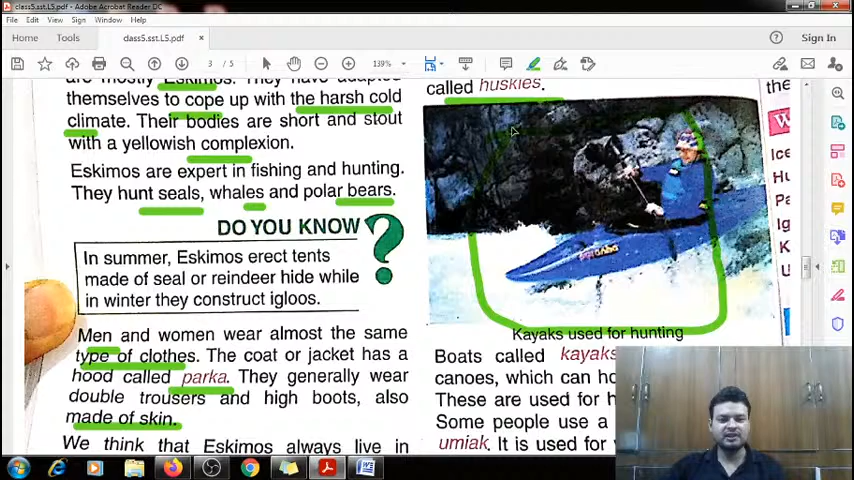 class5.sst.L5.pdf - Adobe Acrobat Reader DC
File Edit View Sign Window Help
Home Tools class5.sst.L5.pdf × Sign In
3 / 5 139%
are mostly Eskimos. They have adapted
themselves to cope up with the harsh cold
climate. Their bodies are short and stout
with a yellowish complexion.
Eskimos are expert in fishing and hunting.
They hunt seals, whales and polar bears.
DO YOU KNOW ?
In summer, Eskimos erect tents
made of seal or reindeer hide while
in winter they construct igloos.
Men and women wear almost the same
type of clothes. The coat or jacket has a
hood called parka. They generally wear
double trousers and high boots, also
made of skin.
We think that Eskimos always live in
called huskies.
Kayaks used for hunting
Boats called kayaks
canoes, which can
These are used for
Some people use a
umiak. It is used for
the
W
Ice
Hu
Pa
Ig
K
U